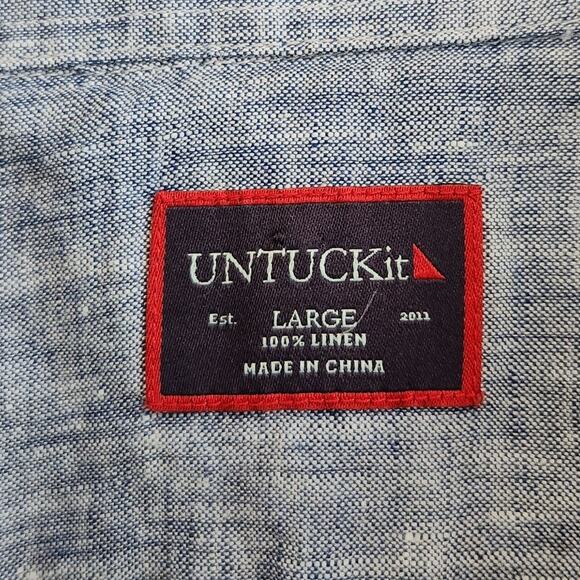 UNTUCKit
Est. LARGE 2011
100% LINEN
MADE IN CHINA